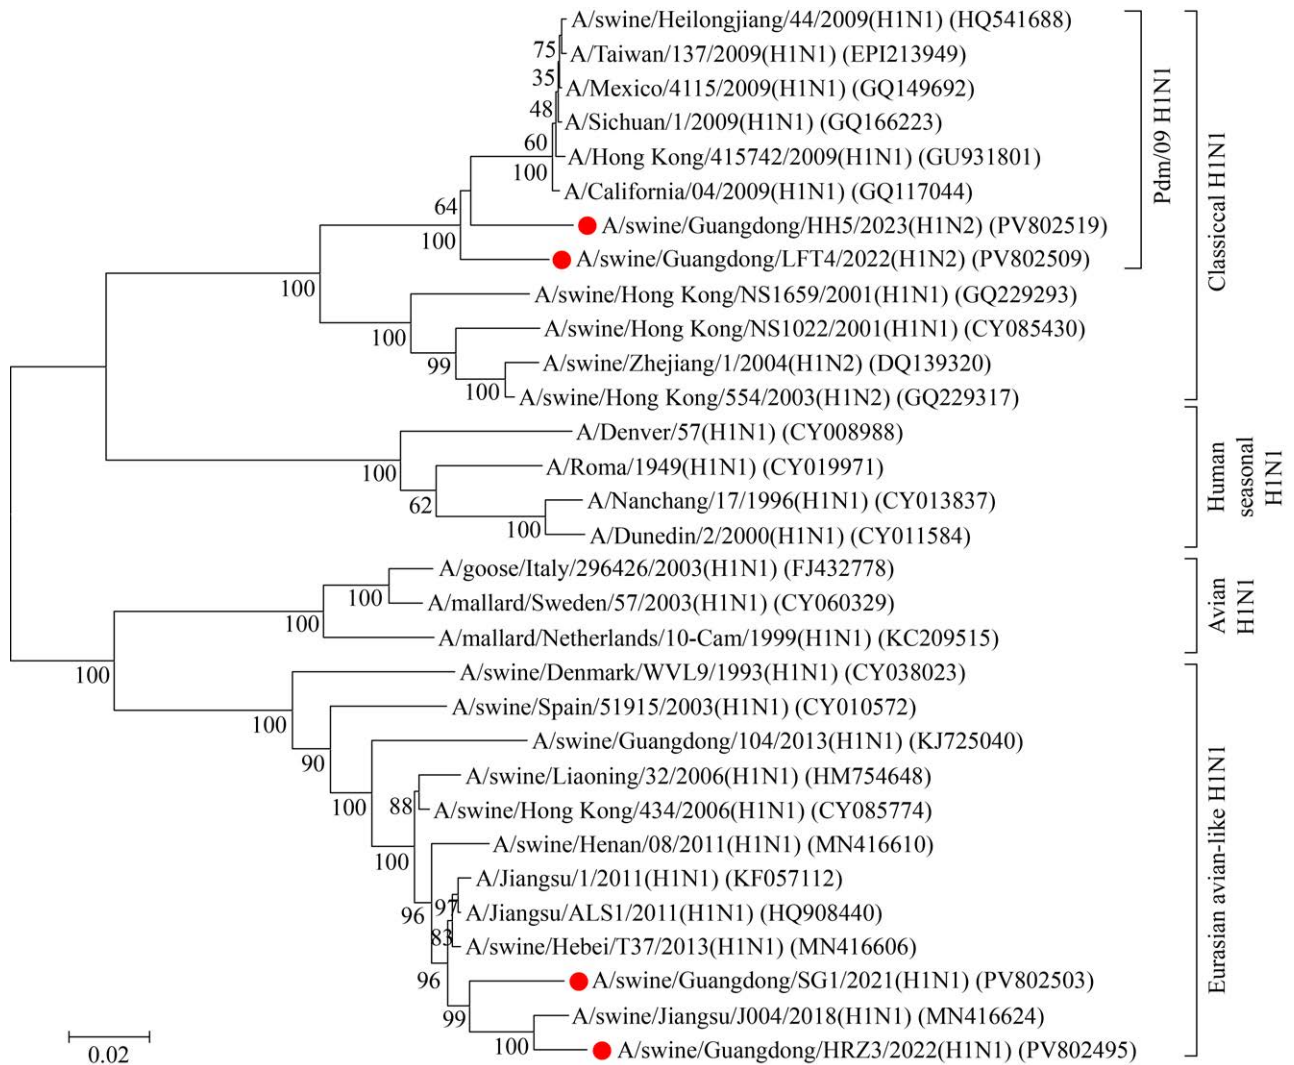 A/swine/Heilongjiang/44/2009(H1N1) (HQ541688)
75
A/Taiwan/137/2009(H1N1) (EPI213949)
35
A/Mexico/4115/2009(H1N1) (GQ149692)
48
A/Sichuan/1/2009(H1N1) (GQ166223)
60
A/Hong Kong/415742/2009(H1N1) (GU931801)
100
A/California/04/2009(H1N1) (GQ117044)
64
A/swine/Guangdong/HH5/2023(H1N2) (PV802519)
100
A/swine/Guangdong/LFT4/2022(H1N2) (PV802509)
Pdm/09 H1N1
100
A/swine/Hong Kong/NS1659/2001(H1N1) (GQ229293)
100
A/swine/Hong Kong/NS1022/2001(H1N1) (CY085430)
99
A/swine/Zhejiang/1/2004(H1N2) (DQ139320)
100
A/swine/Hong Kong/554/2003(H1N2) (GQ229317)
Classiccal H1N1
A/Denver/57(H1N1) (CY008988)
100
A/Roma/1949(H1N1) (CY019971)
62
A/Nanchang/17/1996(H1N1) (CY013837)
100
A/Dunedin/2/2000(H1N1) (CY011584)
Human
seasonal
H1N1
A/goose/Italy/296426/2003(H1N1) (FJ432778)
100
A/mallard/Sweden/57/2003(H1N1) (CY060329)
100
A/mallard/Netherlands/10-Cam/1999(H1N1) (KC209515)
Avian
H1N1
100
A/swine/Denmark/WVL9/1993(H1N1) (CY038023)
100
A/swine/Spain/51915/2003(H1N1) (CY010572)
90
A/swine/Guangdong/104/2013(H1N1) (KJ725040)
100
A/swine/Liaoning/32/2006(H1N1) (HM754648)
88
A/swine/Hong Kong/434/2006(H1N1) (CY085774)
100
A/swine/Henan/08/2011(H1N1) (MN416610)
96
A/Jiangsu/1/2011(H1N1) (KF057112)
97
A/Jiangsu/ALS1/2011(H1N1) (HQ908440)
83
A/swine/Hebei/T37/2013(H1N1) (MN416606)
96
A/swine/Guangdong/SG1/2021(H1N1) (PV802503)
99
A/swine/Jiangsu/J004/2018(H1N1) (MN416624)
100
A/swine/Guangdong/HRZ3/2022(H1N1) (PV802495)
Eurasian avian-like H1N1
0.02